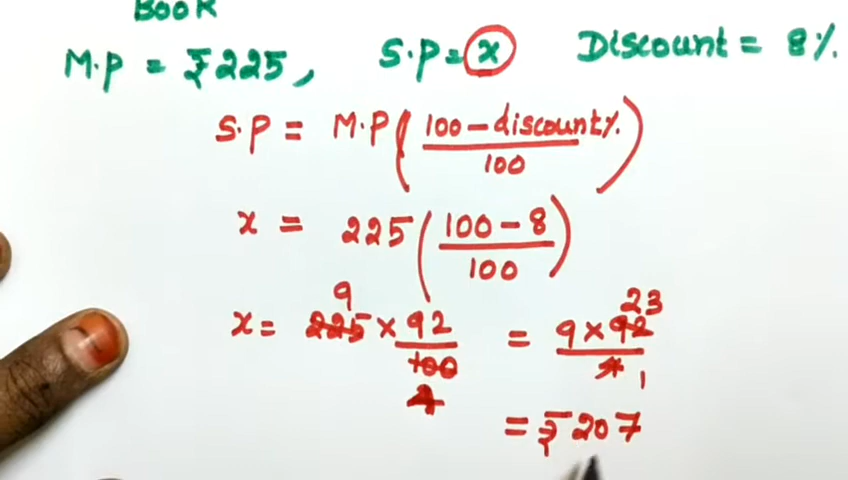 Book
M.P = ₹225, S.P = x Discount = 8%.
S.P = M.P ( 100 - discount% / 100 )
x = 225 ( 100 - 8 / 100 )
9 23
x = 225 × 92 / 100 = 9 × 92 / 4 1
4
= ₹207